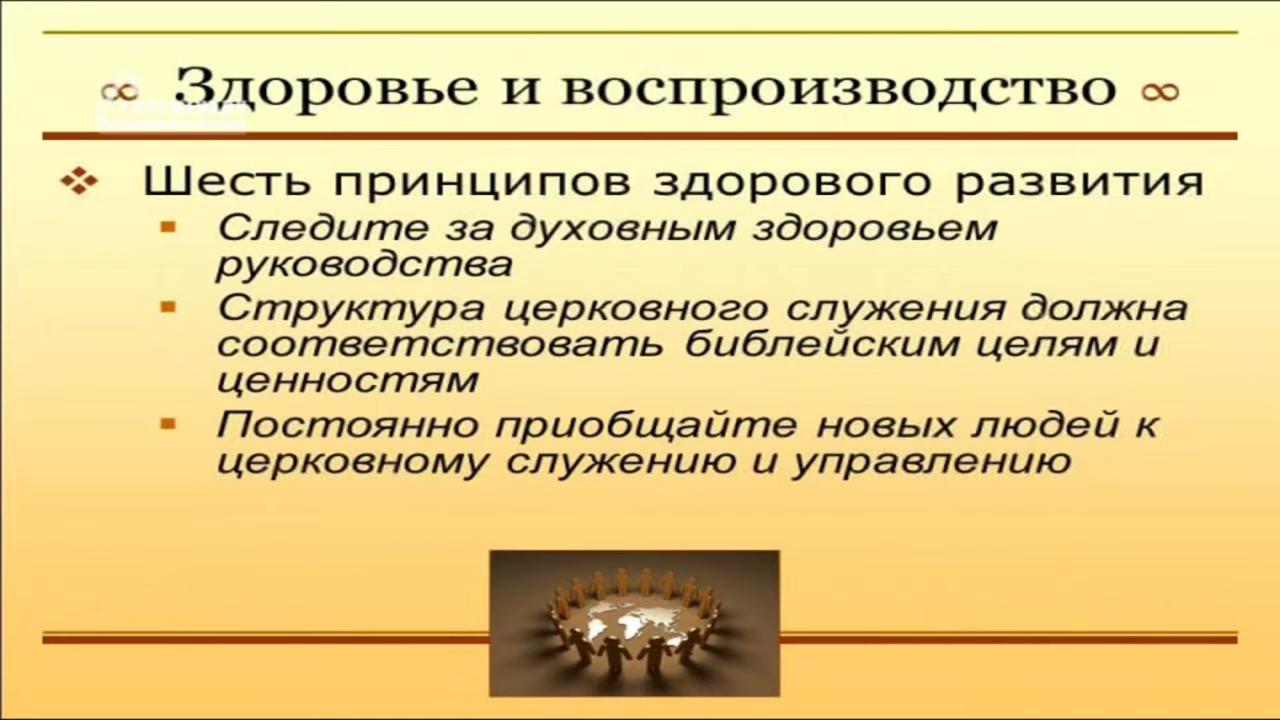 ∞ Здоровье и воспроизводство ∞
Шесть принципов здорового развития
Следите за духовным здоровьем
руководства
Структура церковного служения должна
соответствовать библейским целям и
ценностям
Постоянно приобщайте новых людей к
церковному служению и управлению